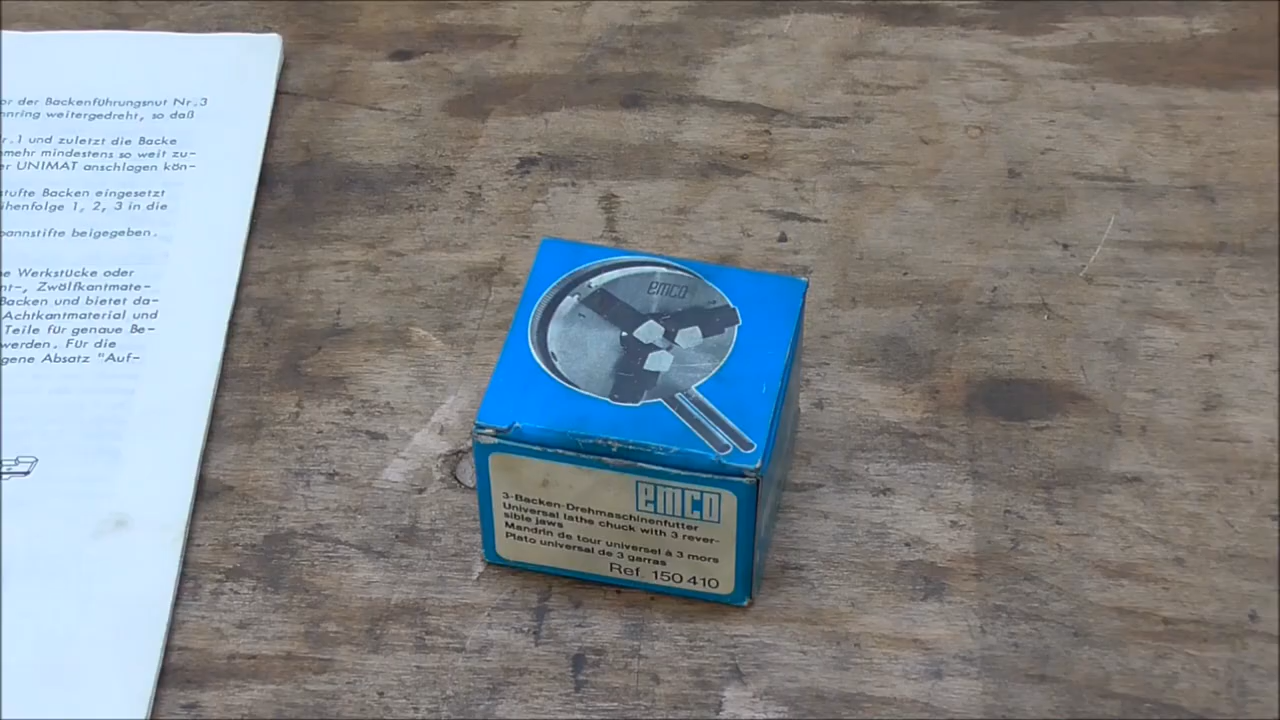 or der Backenführungsnut Nr.3
nnring weitergedreht, so daß
r.1 und zuletzt die Backe
mehr mindestens so weit zu-
er UNIMAT anschlagen kön-
stufte Backen eingesetzt
ihenfolge 1, 2, 3 in die
pannstifte beigegeben.
e Werkstücke oder
nt-, Zwölfkantmate-
Backen und bietet da-
Achtkantmaterial und
Teile für genaue Be-
werden. Für die
gene Absatz "Auf-
emco
emco
3-Backen-Drehmaschinenfutter
Universal lathe chuck with 3 rever-
sible jaws
Mandrin de tour universel à 3 mors
Plato universal de 3 garras
Ref. 150 410